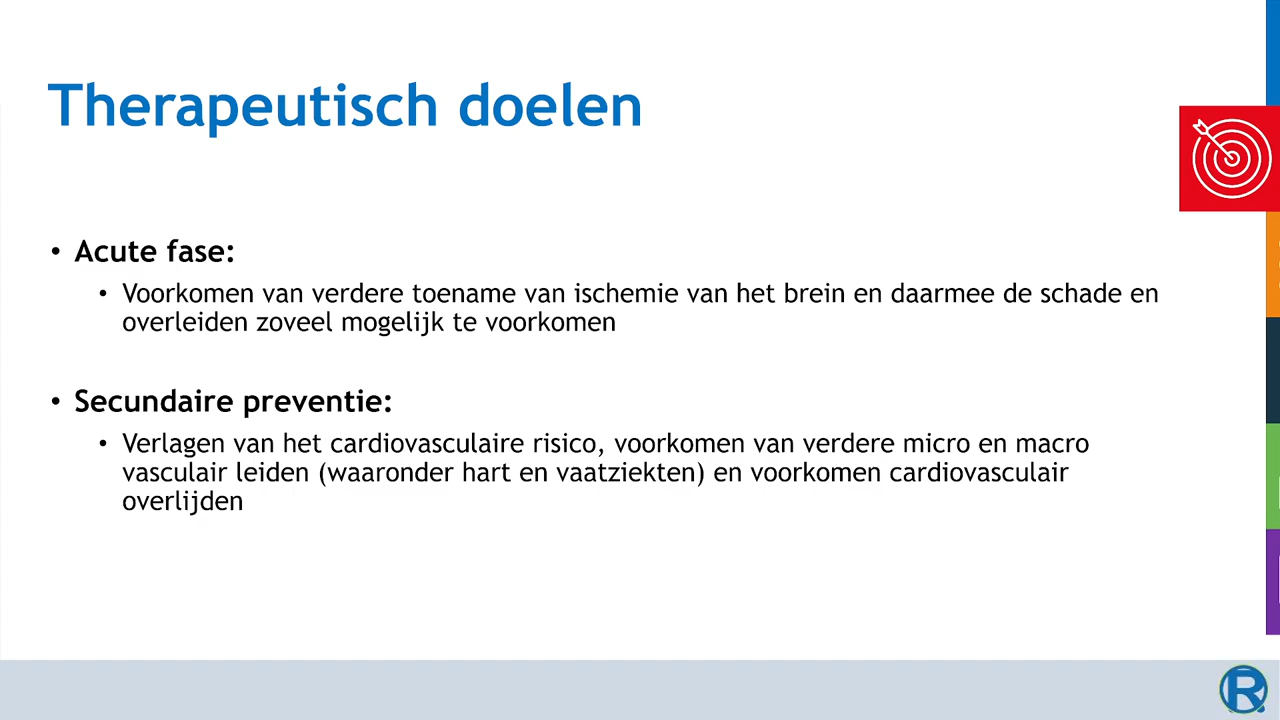 Therapeutisch doelen
• Acute fase:
• Voorkomen van verdere toename van ischemie van het brein en daarmee de schade en
overleiden zoveel mogelijk te voorkomen
• Secundaire preventie:
• Verlagen van het cardiovasculaire risico, voorkomen van verdere micro en macro
vasculair leiden (waaronder hart en vaatziekten) en voorkomen cardiovasculair
overlijden
R